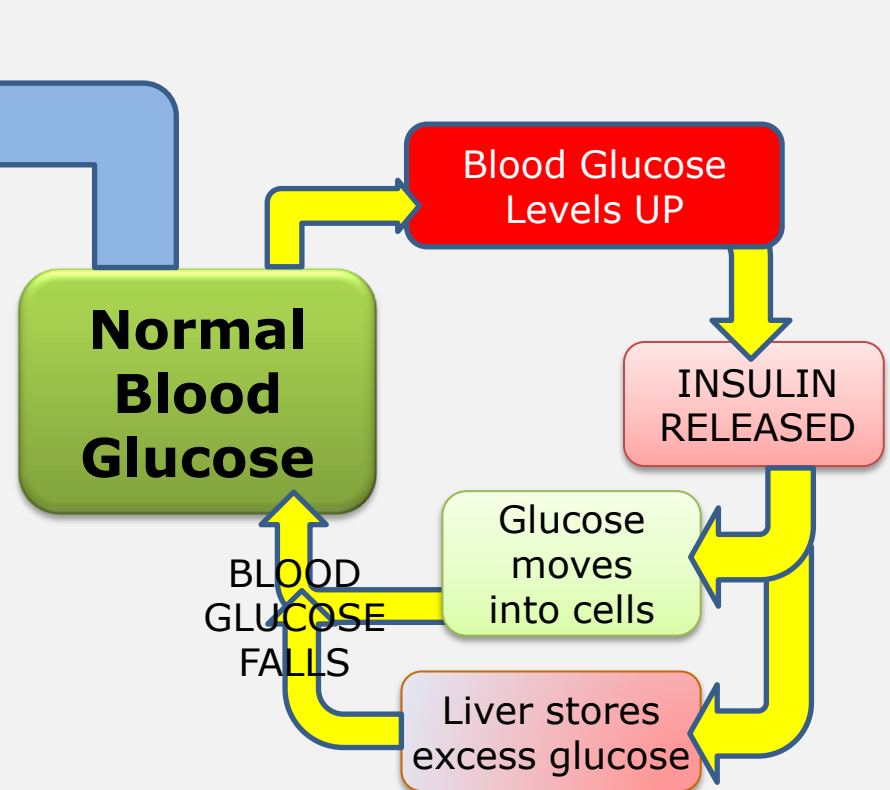 Blood Glucose
Levels UP
Normal
Blood
Glucose
INSULIN
RELEASED
Glucose
moves
into cells
BLOOD
GLUCOSE
FALLS
Liver stores
excess glucose